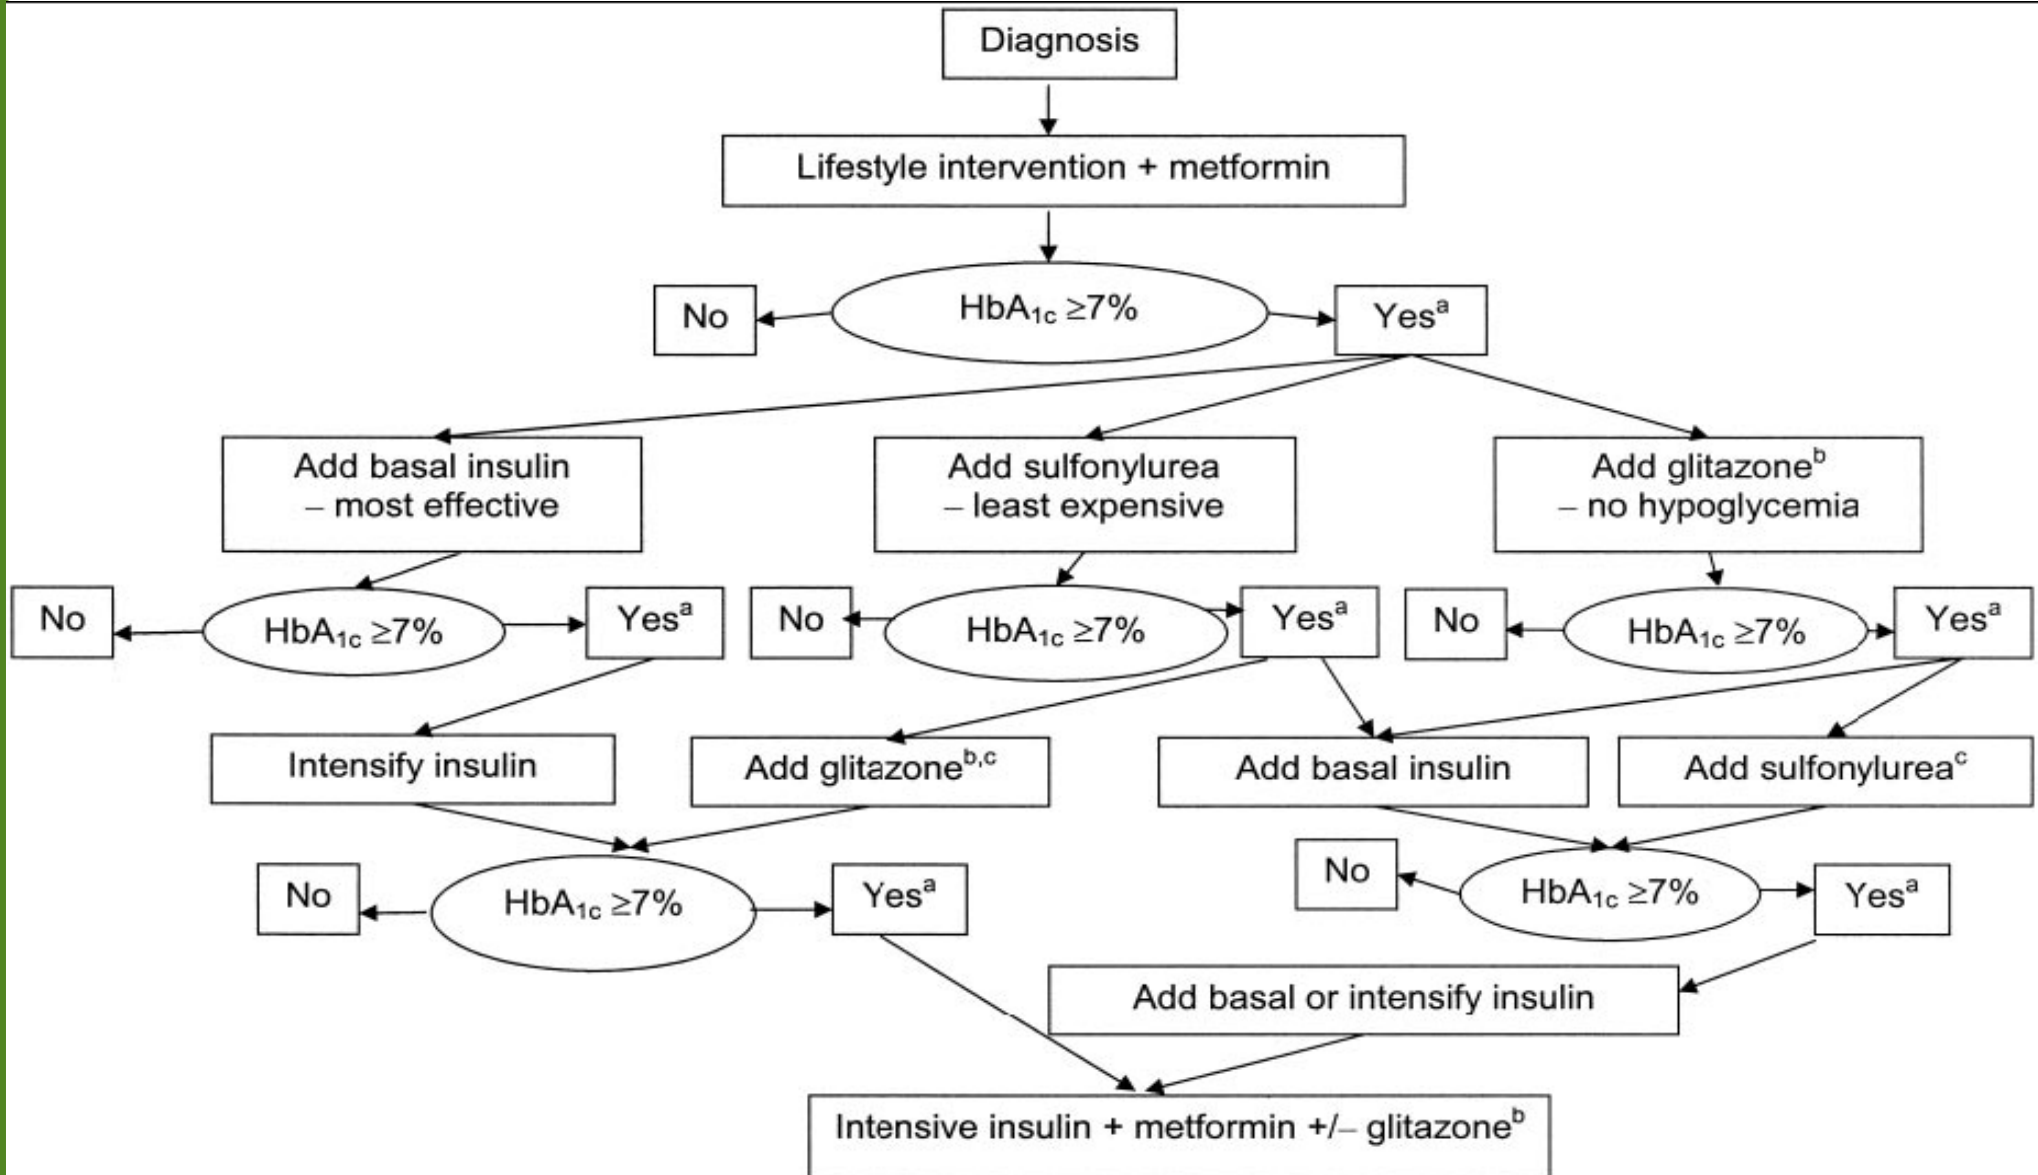 Diagnosis
Lifestyle intervention + metformin
No
HbA1c ≥7%
Yesa
Add basal insulin
– most effective
Add sulfonylurea
– least expensive
Add glitazoneb
– no hypoglycemia
No
HbA1c ≥7%
Yesa
No
HbA1c ≥7%
Yesa
No
HbA1c ≥7%
Yesa
Intensify insulin
Add glitazoneb,c
Add basal insulin
Add sulfonylureac
No
HbA1c ≥7%
Yesa
No
HbA1c ≥7%
Yesa
Add basal or intensify insulin
Intensive insulin + metformin +/– glitazoneb